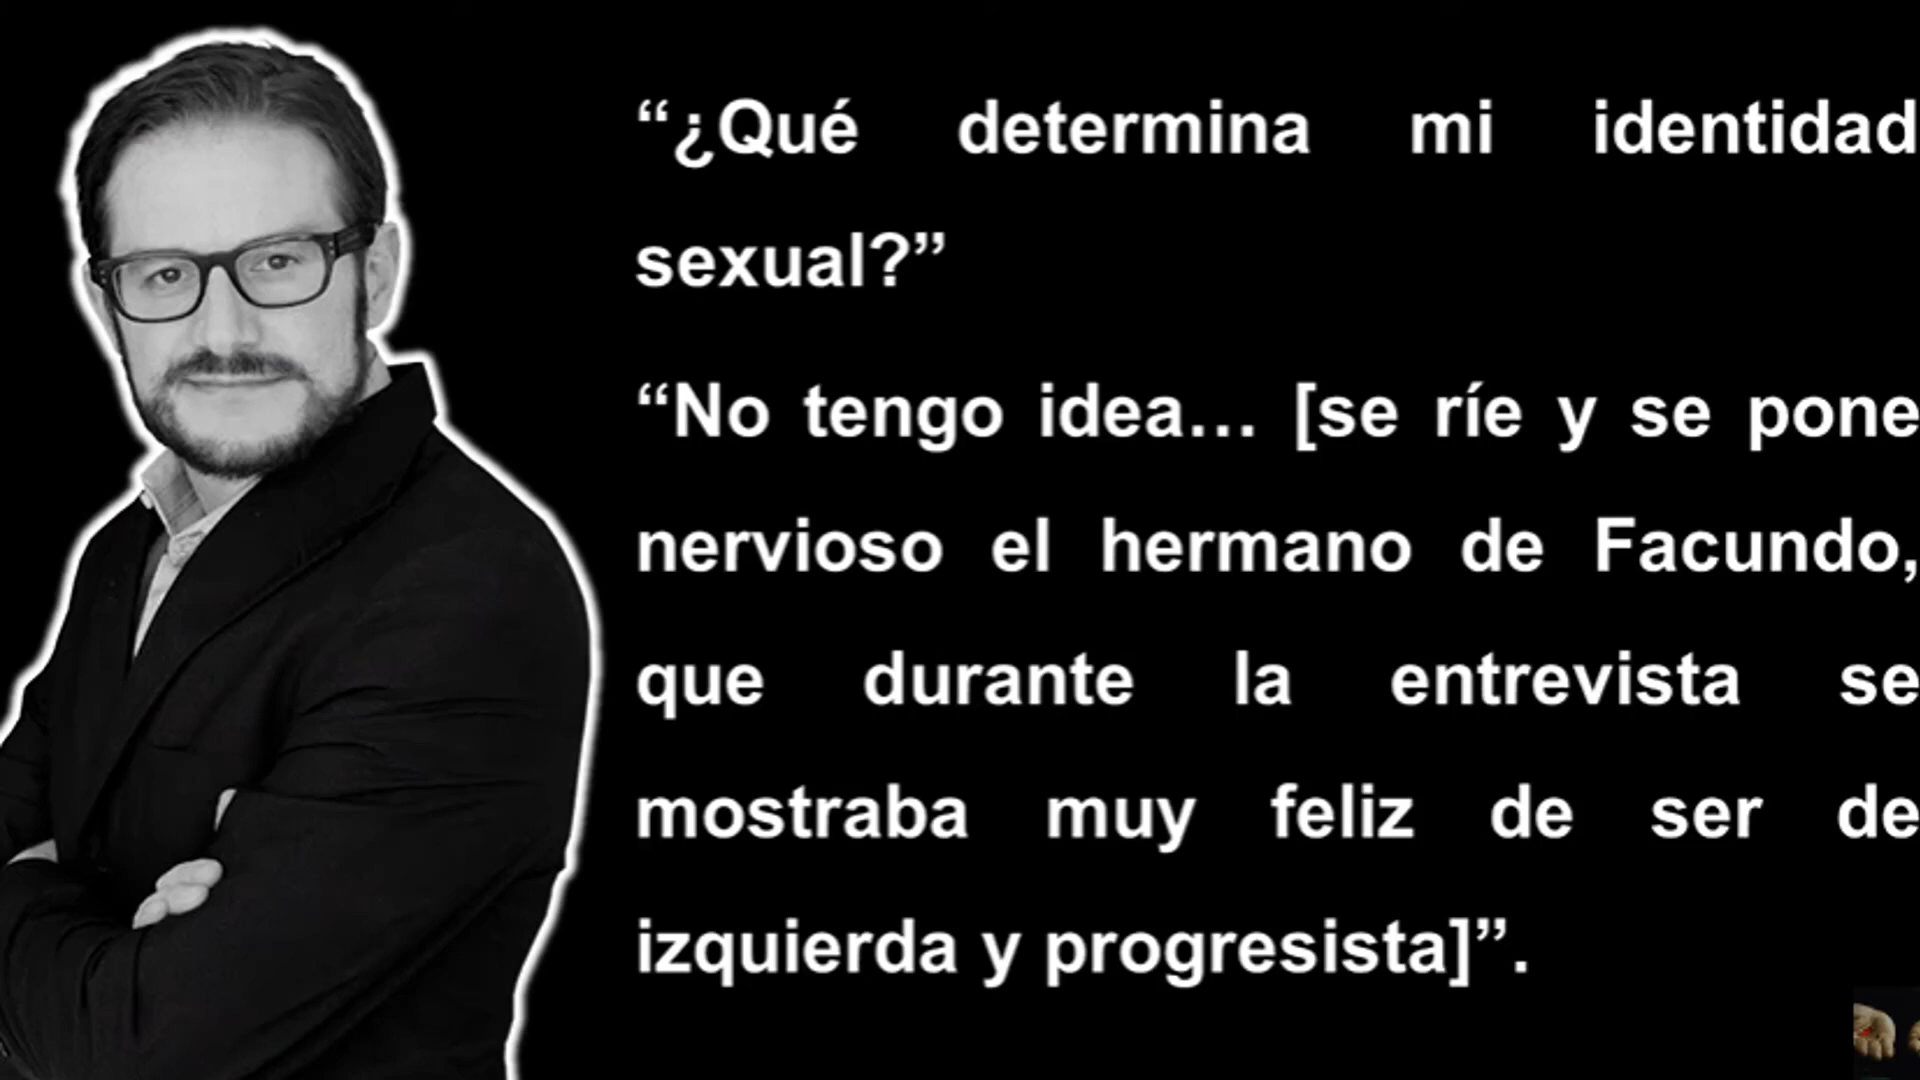 “¿Qué determina mi identidad
sexual?”
“No tengo idea… [se ríe y se pone
nervioso el hermano de Facundo,
que durante la entrevista se
mostraba muy feliz de ser de
izquierda y progresista]”.